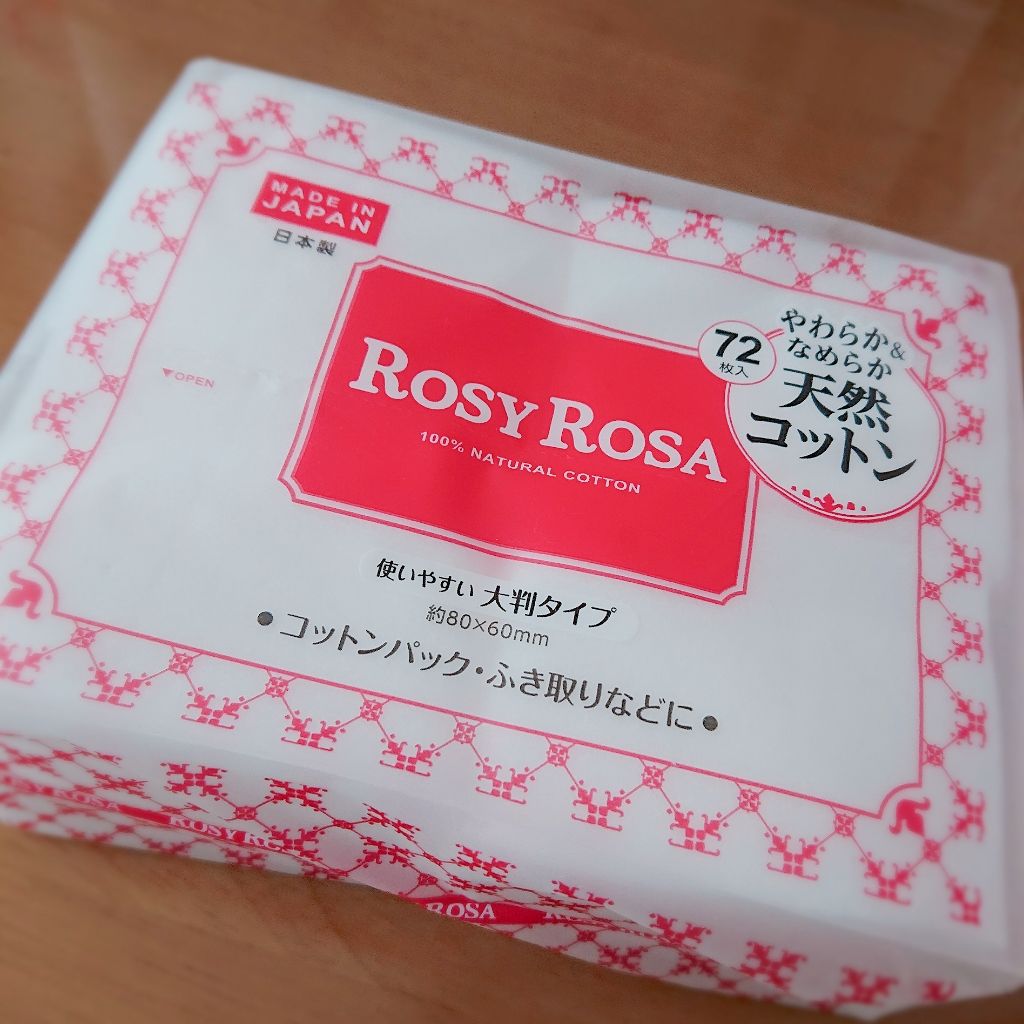 MADE IN
JAPAN
日本製
▼OPEN
ROSY ROSA
100% NATURAL COTTON
72
枚入
やわらか&
なめらか
天然
コットン
使いやすい 大判タイプ
約80×60mm
●コットンパック・ふき取りなどに●
ROSA
ROSY
ROSA